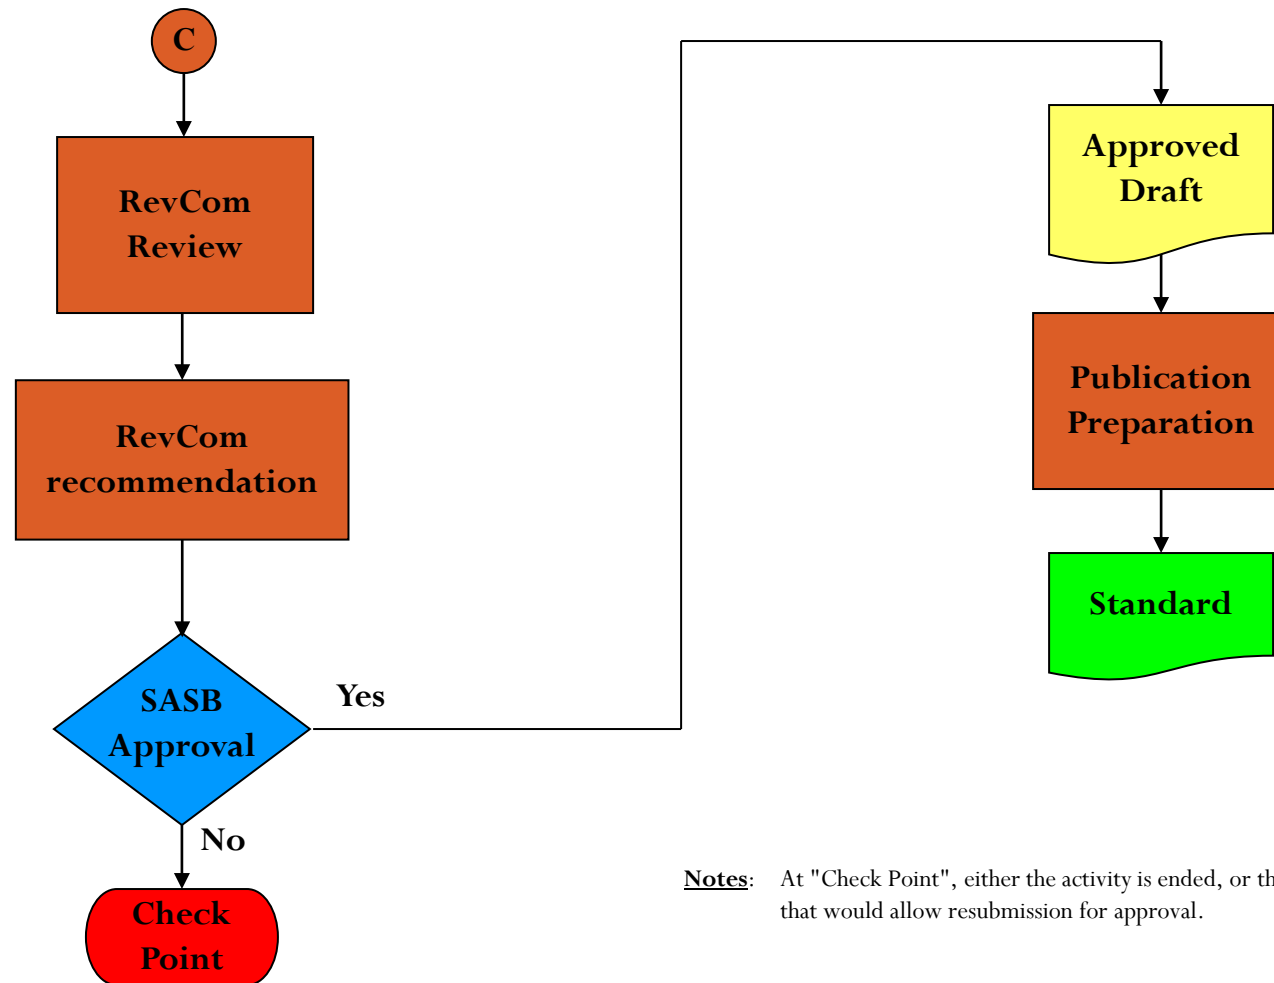 C
RevCom
Review
RevCom
recommendation
SASB
Approval
Yes
No
Check
Point
Approved
Draft
Publication
Preparation
Standard
Notes: At "Check Point", either the activity is ended, or
that would allow resubmission for approval.